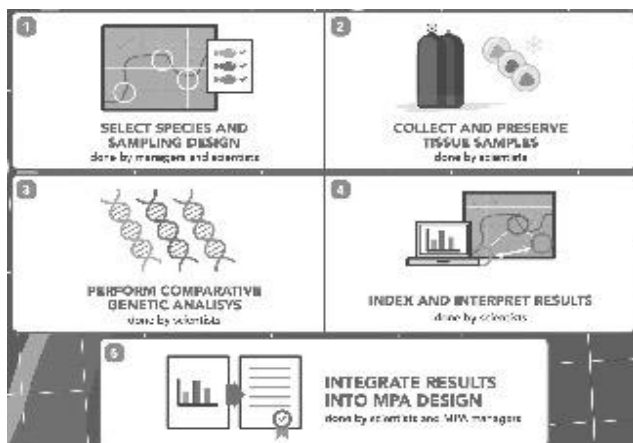 1
SELECT SPECIES AND
SAMPLING DESIGN
done by managers and scientists
2
COLLECT AND PRESERVE
TISSUE SAMPLES
done by scientists
3
PERFORM COMPARATIVE
GENETIC ANALISYS
done by scientists
4
INDEX AND INTERPRET RESULTS
done by scientists
5
INTEGRATE RESULTS
INTO MPA DESIGN
done by scientists and MPA managers